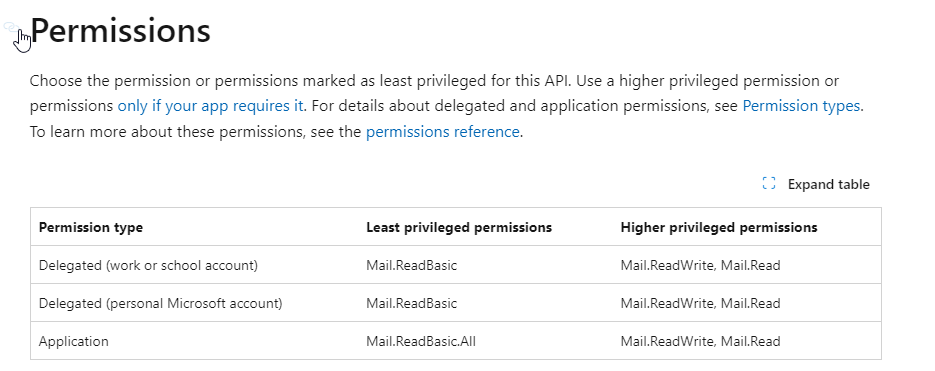 Permissions
Choose the permission or permissions marked as least privileged for this API. Use a higher privileged permission or
permissions only if your app requires it. For details about delegated and application permissions, see Permission types.
To learn more about these permissions, see the permissions reference.
Expand table
Permission type Least privileged permissions Higher privileged permissions
Delegated (work or school account) Mail.ReadBasic Mail.ReadWrite, Mail.Read
Delegated (personal Microsoft account) Mail.ReadBasic Mail.ReadWrite, Mail.Read
Application Mail.ReadBasic.All Mail.ReadWrite, Mail.Read